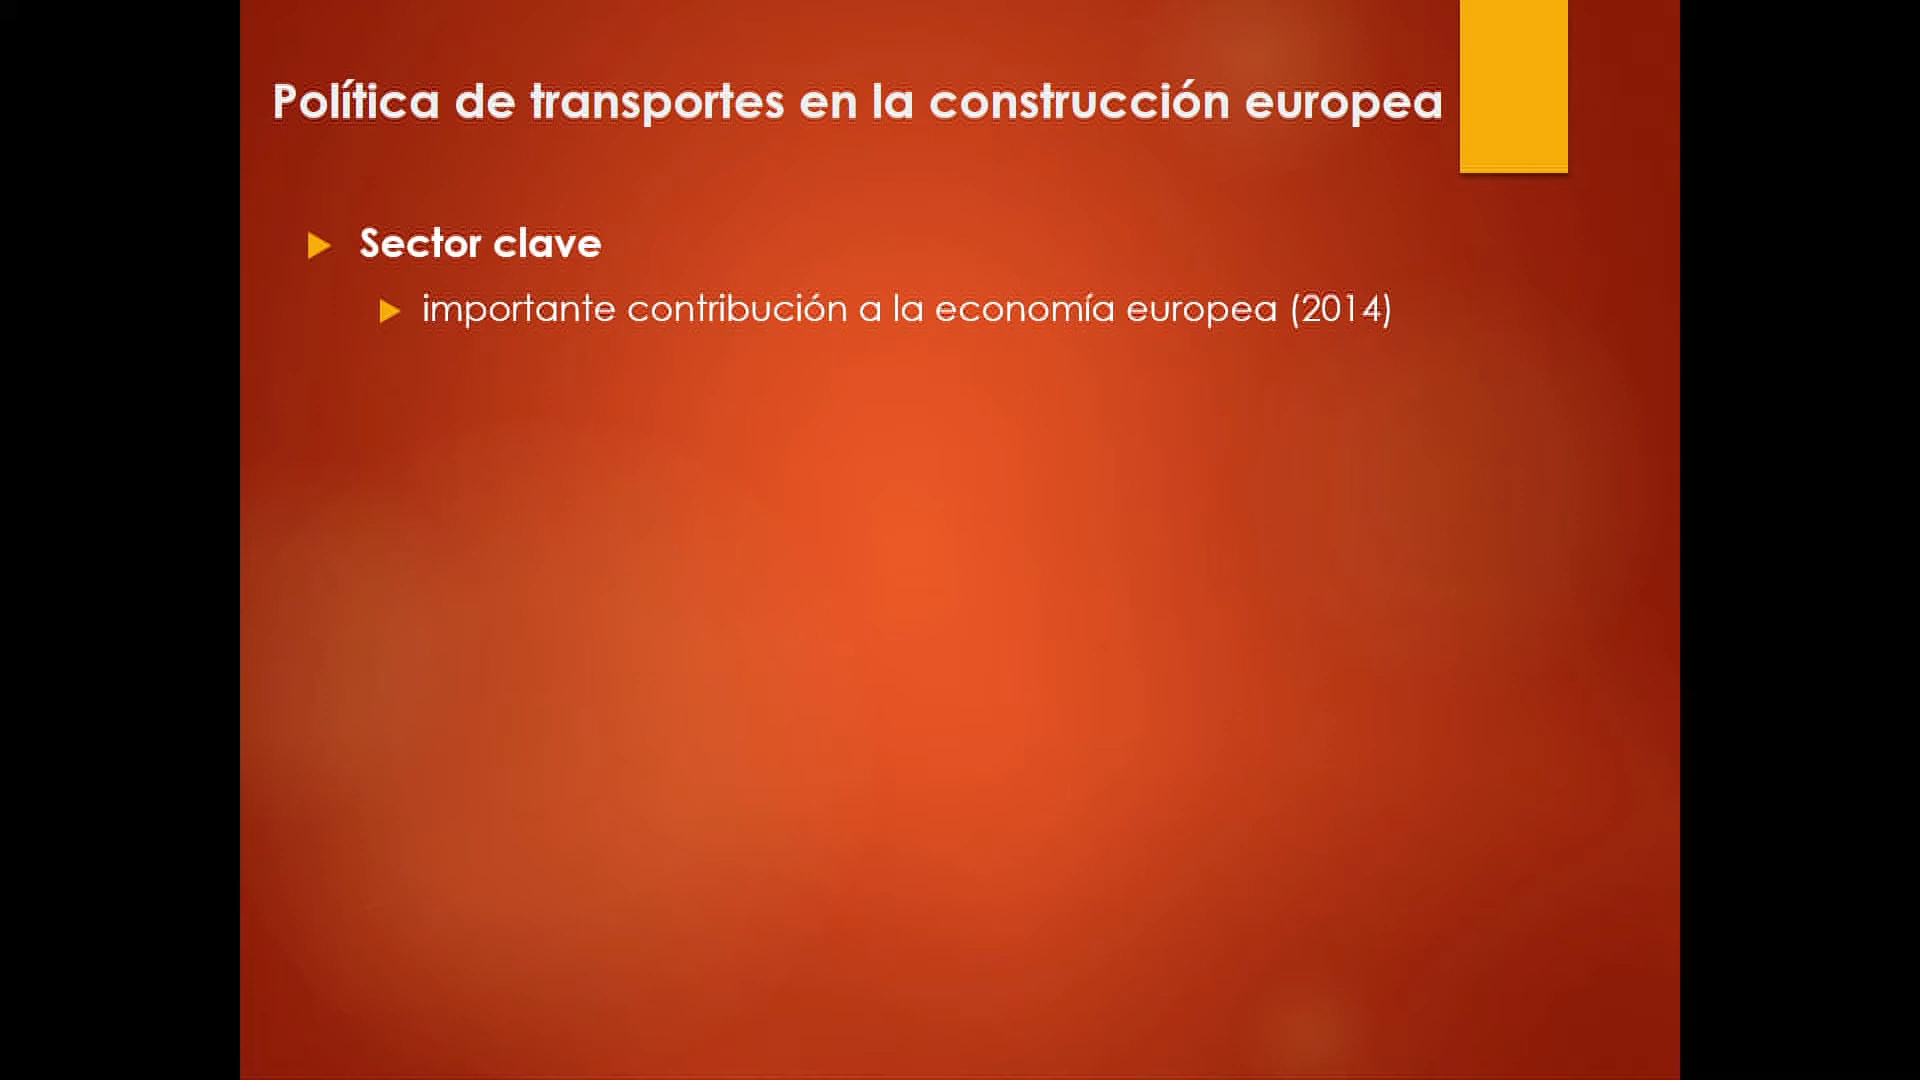 Política de transportes en la construcción europea
Sector clave
importante contribución a la economía europea (2014)